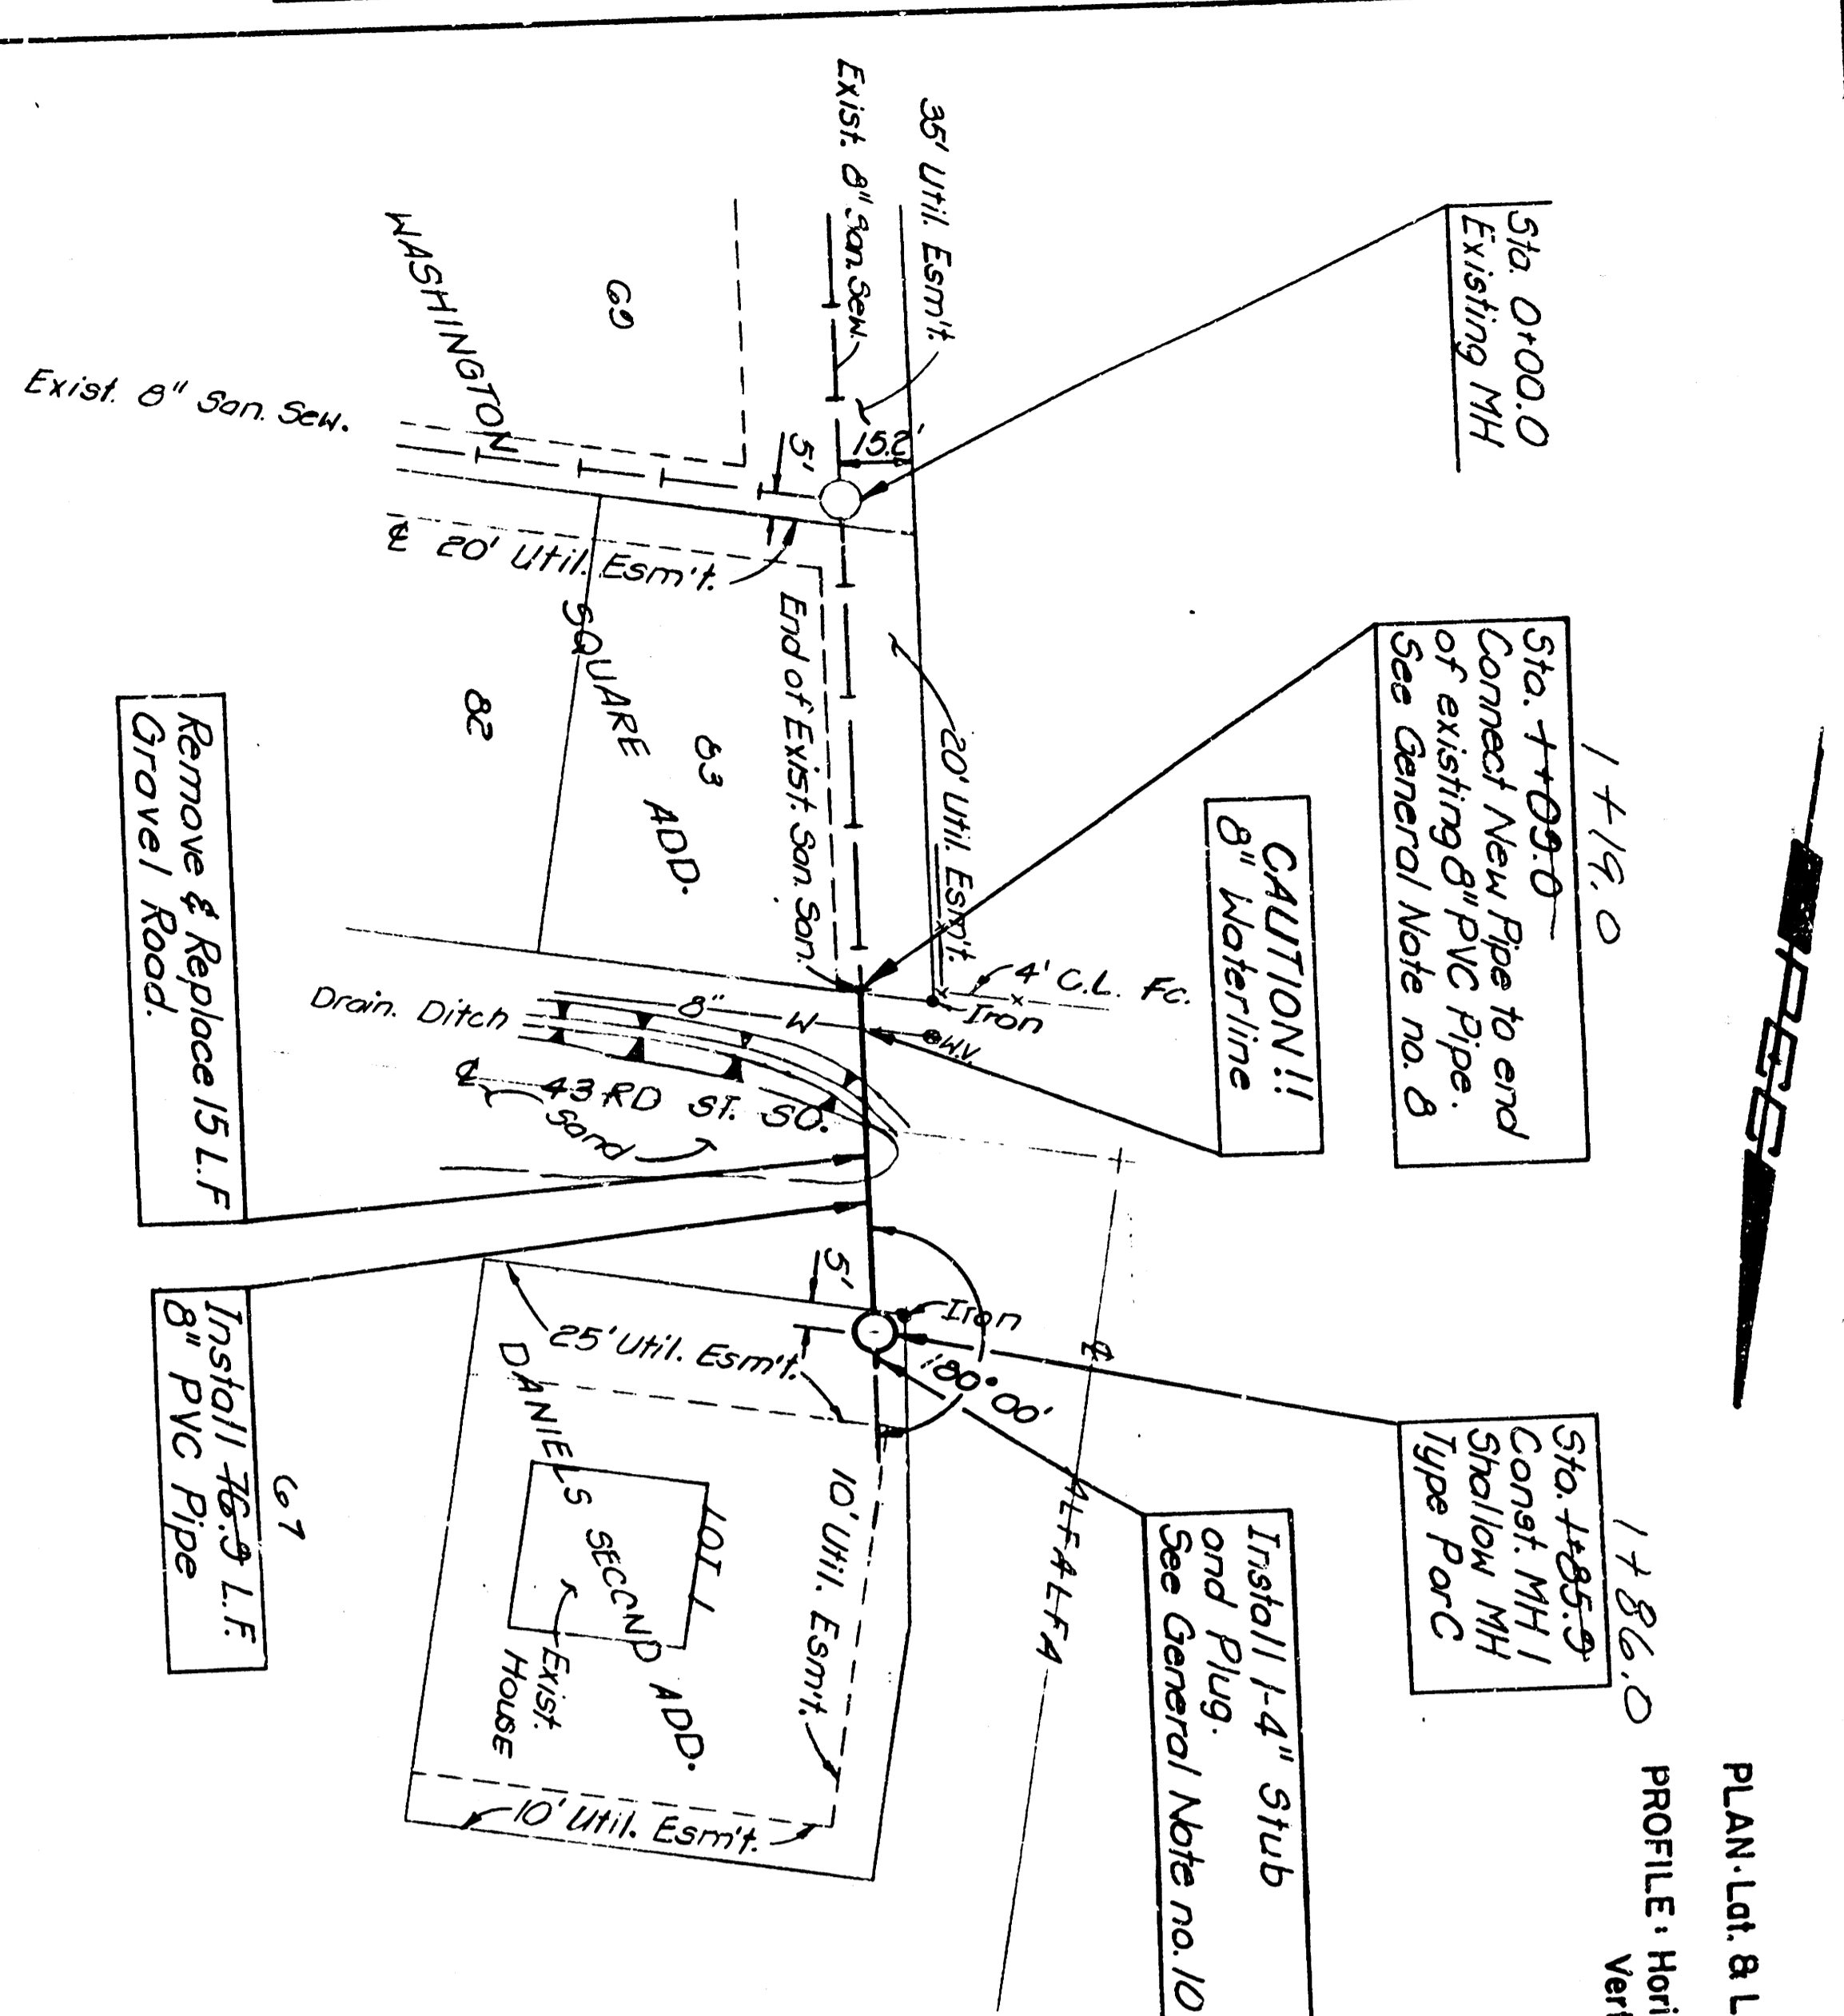 Sta. 0+00.0
Existing MH
1+19.0
Sta. 1+09.0
Connect New Pipe to end
of existing 8" PVC Pipe.
See General Note no. 8
CAUTION!!
8" Waterline
1+86.0
Sta. 1+85.9
Const. MH 1
Shallow MH
Type P or C
Install 1-4" Stub
and Plug.
See General Note no. 10
PLAN: Lat. & L
PROFILE: Hori
Vert
35' Util. Esm't.
Exist. 8" San. Sew.
15.2'
5'
69
WASHINGTON
Exist. 8" San. Sew.
℄ 20' Util. Esm't.
SQUARE
ADD.
82
83
End of Exist. San. San.
20' Util. Esm't.
4' C.L. Fc.
Iron
W.V.
8" W
Drain. Ditch
℄ 43 RD ST. SO.
Sand
Remove & Replace 15 L.F
Gravel Road.
67
Install 76.9 L.F.
8" PVC Pipe
5'
Iron
180° 00'
℄
ALFALFA
25' Util. Esm't.
DANIELS SECOND ADD.
LOT 1
10' Util. Esm't.
Exist.
House
10' Util. Esm't.